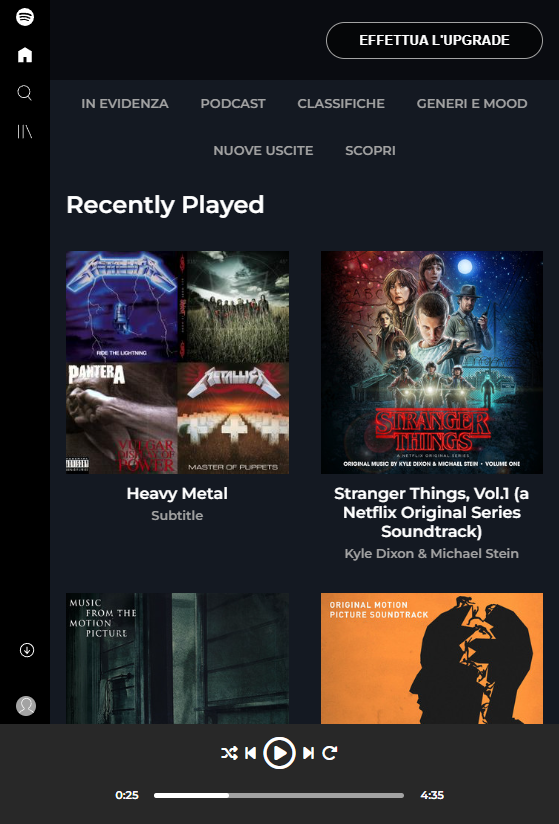 EFFETTUA L'UPGRADE
IN EVIDENZA PODCAST CLASSIFICHE GENERI E MOOD
NUOVE USCITE SCOPRI
Recently Played
METALLICA
RIDE THE LIGHTNING
PANTERA
VULGAR
DISPLAY OF
POWER
METALLICA
MASTER OF PUPPETS
STRANGER
THINGS
A NETFLIX ORIGINAL SERIES
ORIGINAL MUSIC BY KYLE DIXON & MICHAEL STEIN • VOLUME ONE
Heavy Metal
Subtitle
Stranger Things, Vol.1 (a
Netflix Original Series
Soundtrack)
Kyle Dixon & Michael Stein
MUSIC
FROM THE
MOTION
PICTURE
ORIGINAL MOTION
PICTURE SOUNDTRACK
0:25 4:35